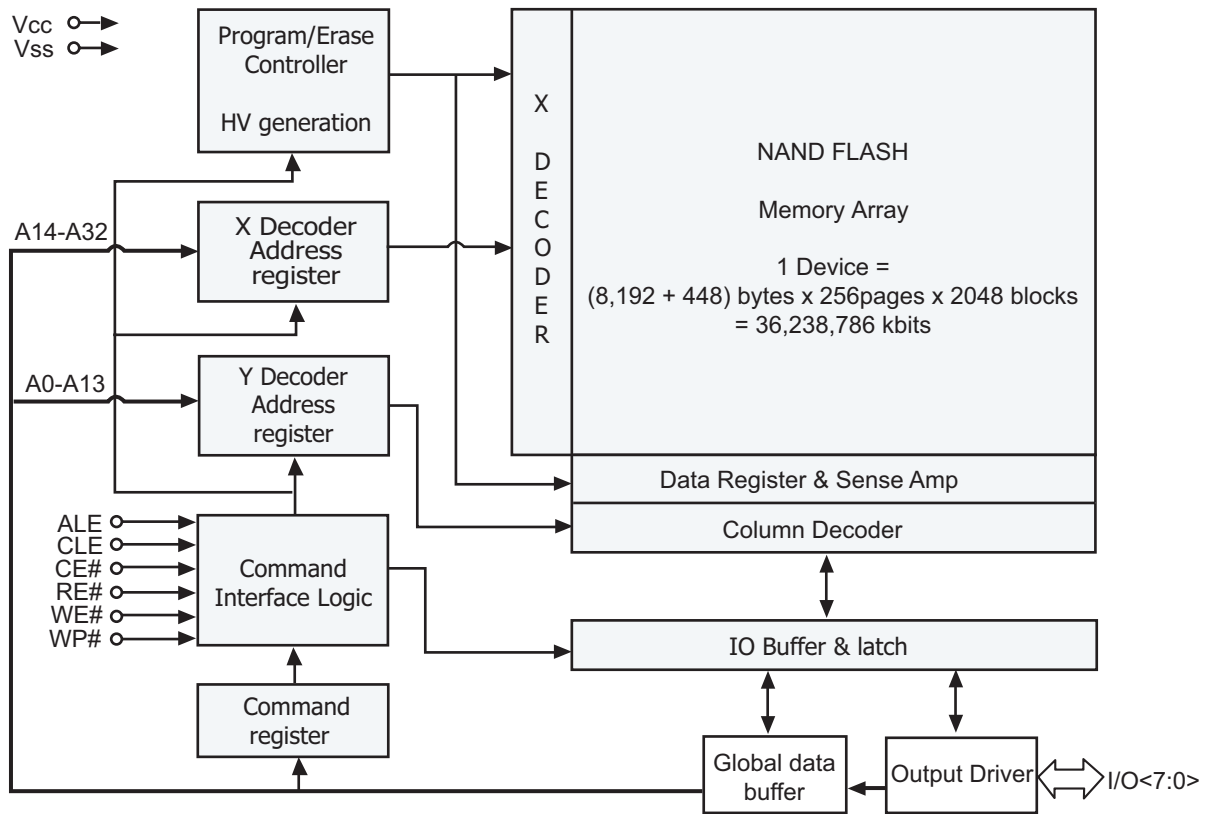 Vcc
Vss
Program/Erase
Controller
HV generation
X DECODER
NAND FLASH
Memory Array
1 Device =
(8,192 + 448) bytes x 256pages x 2048 blocks
= 36,238,786 kbits
A14-A32
X Decoder
Address
register
A0-A13
Y Decoder
Address
register
Data Register & Sense Amp
Column Decoder
ALE
CLE
CE#
RE#
WE#
WP#
Command
Interface Logic
IO Buffer & latch
Command
register
Global data
buffer
Output Driver
I/O<7:0>